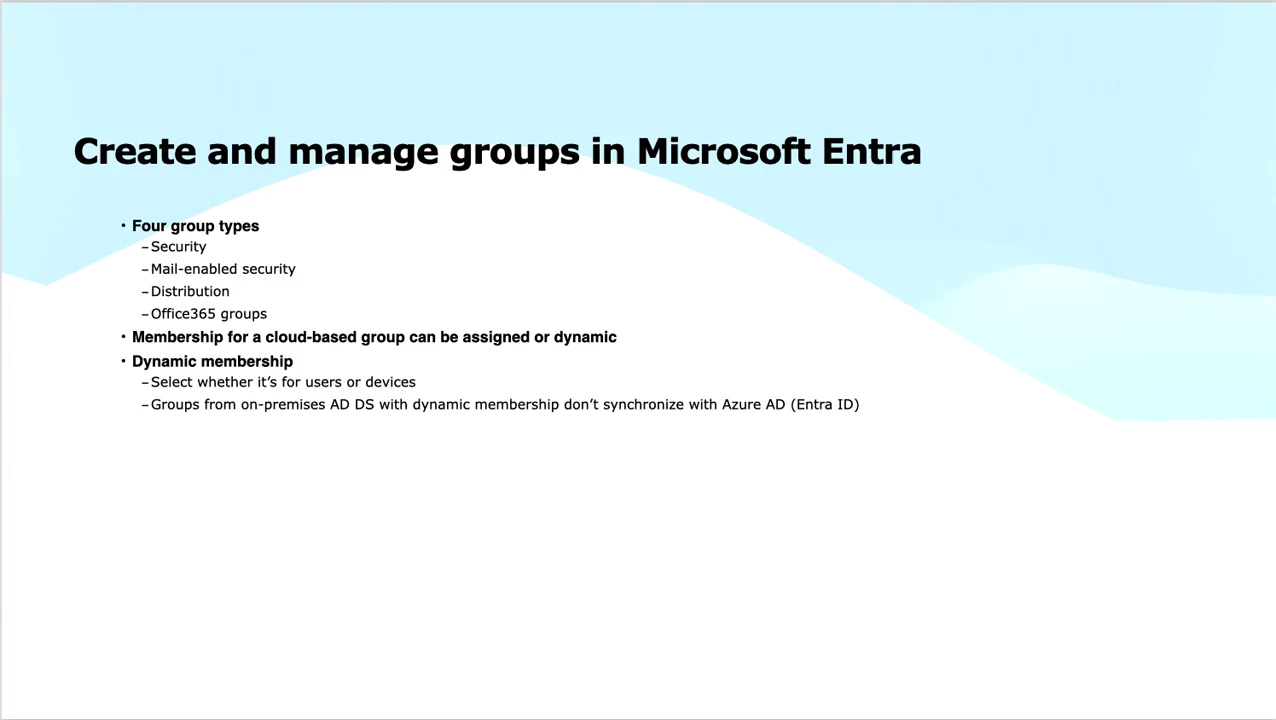 Create and manage groups in Microsoft Entra
• Four group types
–Security
–Mail-enabled security
–Distribution
–Office365 groups
• Membership for a cloud-based group can be assigned or dynamic
• Dynamic membership
–Select whether it’s for users or devices
–Groups from on-premises AD DS with dynamic membership don’t synchronize with Azure AD (Entra ID)